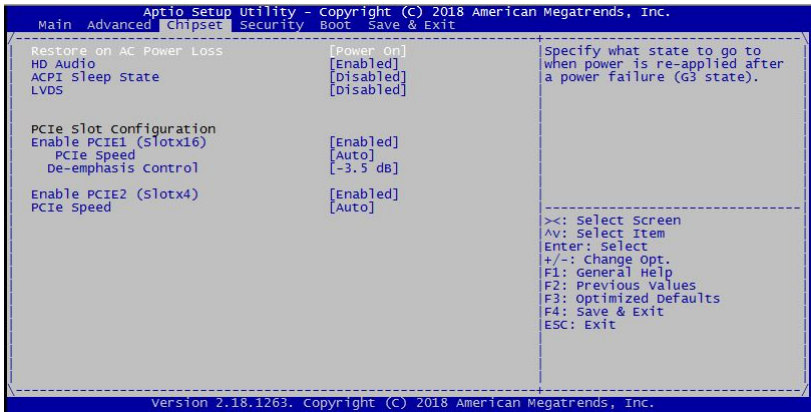 Aptio Setup Utility - Copyright (C) 2018 American Megatrends, Inc.
Main Advanced Chipset Security Boot Save & Exit
Restore on AC Power Loss [Power On]
HD Audio [Enabled]
ACPI Sleep State [Disabled]
LVDS [Disabled]
PCIe Slot Configuration
Enable PCIE1 (Slotx16) [Enabled]
PCIe Speed [Auto]
De-emphasis Control [-3.5 dB]
Enable PCIE2 (Slotx4) [Enabled]
PCIe Speed [Auto]
Specify what state to go to
when power is re-applied after
a power failure (G3 state).
><: Select Screen
^v: Select Item
Enter: Select
+/-: Change Opt.
F1: General Help
F2: Previous Values
F3: Optimized Defaults
F4: Save & Exit
ESC: Exit
Version 2.18.1263. Copyright (C) 2018 American Megatrends, Inc.